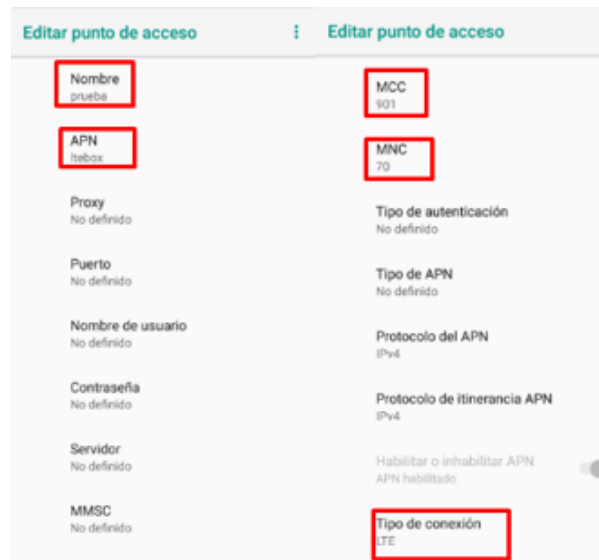 Editar punto de acceso
Nombre
prueba
APN
ltebox
Proxy
No definido
Puerto
No definido
Nombre de usuario
No definido
Contraseña
No definido
Servidor
No definido
MMSC
No definido
Editar punto de acceso
MCC
901
MNC
70
Tipo de autenticación
No definido
Tipo de APN
No definido
Protocolo del APN
IPv4
Protocolo de itinerancia APN
IPv4
Habilitar o inhabilitar APN
APN habilitado
Tipo de conexión
LTE